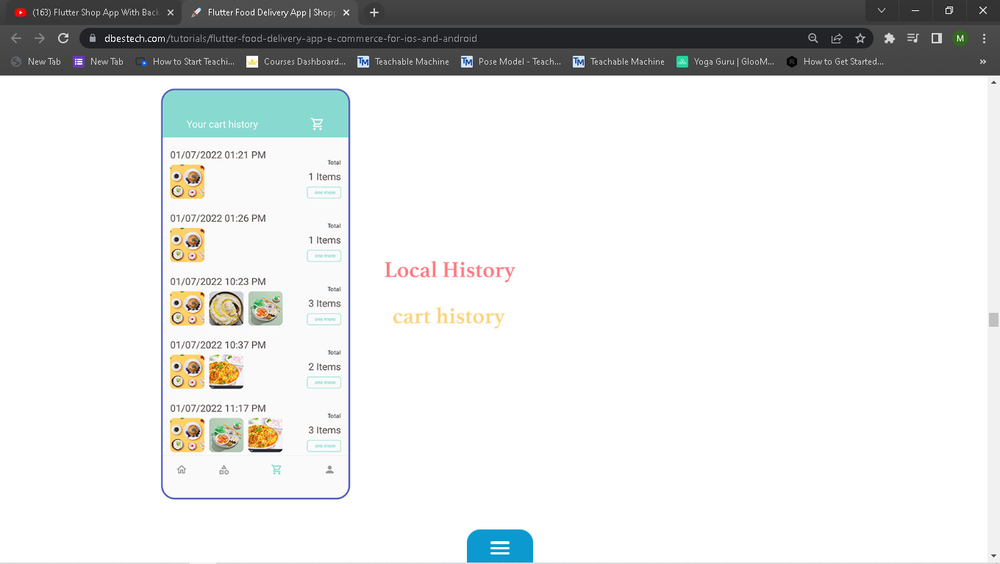 (163) Flutter Shop App With Back
Flutter Food Delivery App | Shopp
dbestech.com/tutorials/flutter-food-delivery-app-e-commerce-for-ios-and-android
M
New Tab
New Tab
How to Start Teachi...
Courses Dashboard...
TM Teachable Machine
TM Pose Model - Teach...
TM Teachable Machine
Yoga Guru | GlooM...
How to Get Started...
»
Your cart history
01/07/2022 01:21 PM
Total
1 Items
one more
01/07/2022 01:26 PM
Total
1 Items
one more
01/07/2022 10:23 PM
Total
3 Items
one more
01/07/2022 10:37 PM
Total
2 Items
one more
01/07/2022 11:17 PM
Total
3 Items
one more
Local History
cart history